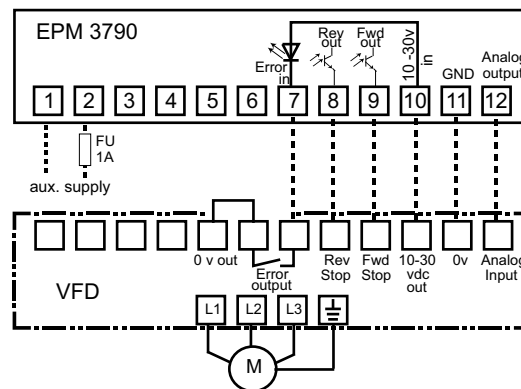 EPM 3790
Rev
out
Fwd
out
10 -30v
in
Analog
output
GND
Error
in
1 2 3 4 5 6 7 8 9 10 11 12
FU
1A
aux. supply
0 v out
Error
output
Rev
Stop
Fwd
Stop
10-30
vdc
out
0v
Analog
Input
VFD
L1 L2 L3
M